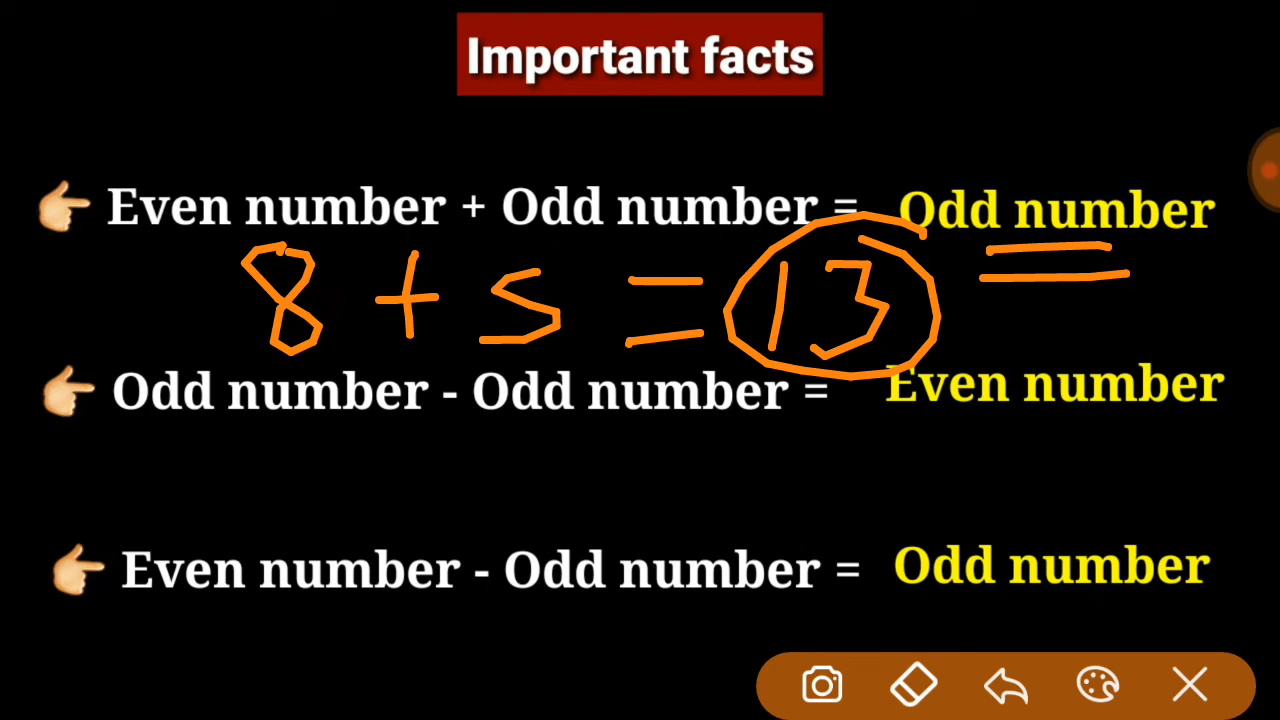 Important facts
Even number + Odd number = Odd number
8 + 5 = 13
Odd number - Odd number = Even number
Even number - Odd number = Odd number